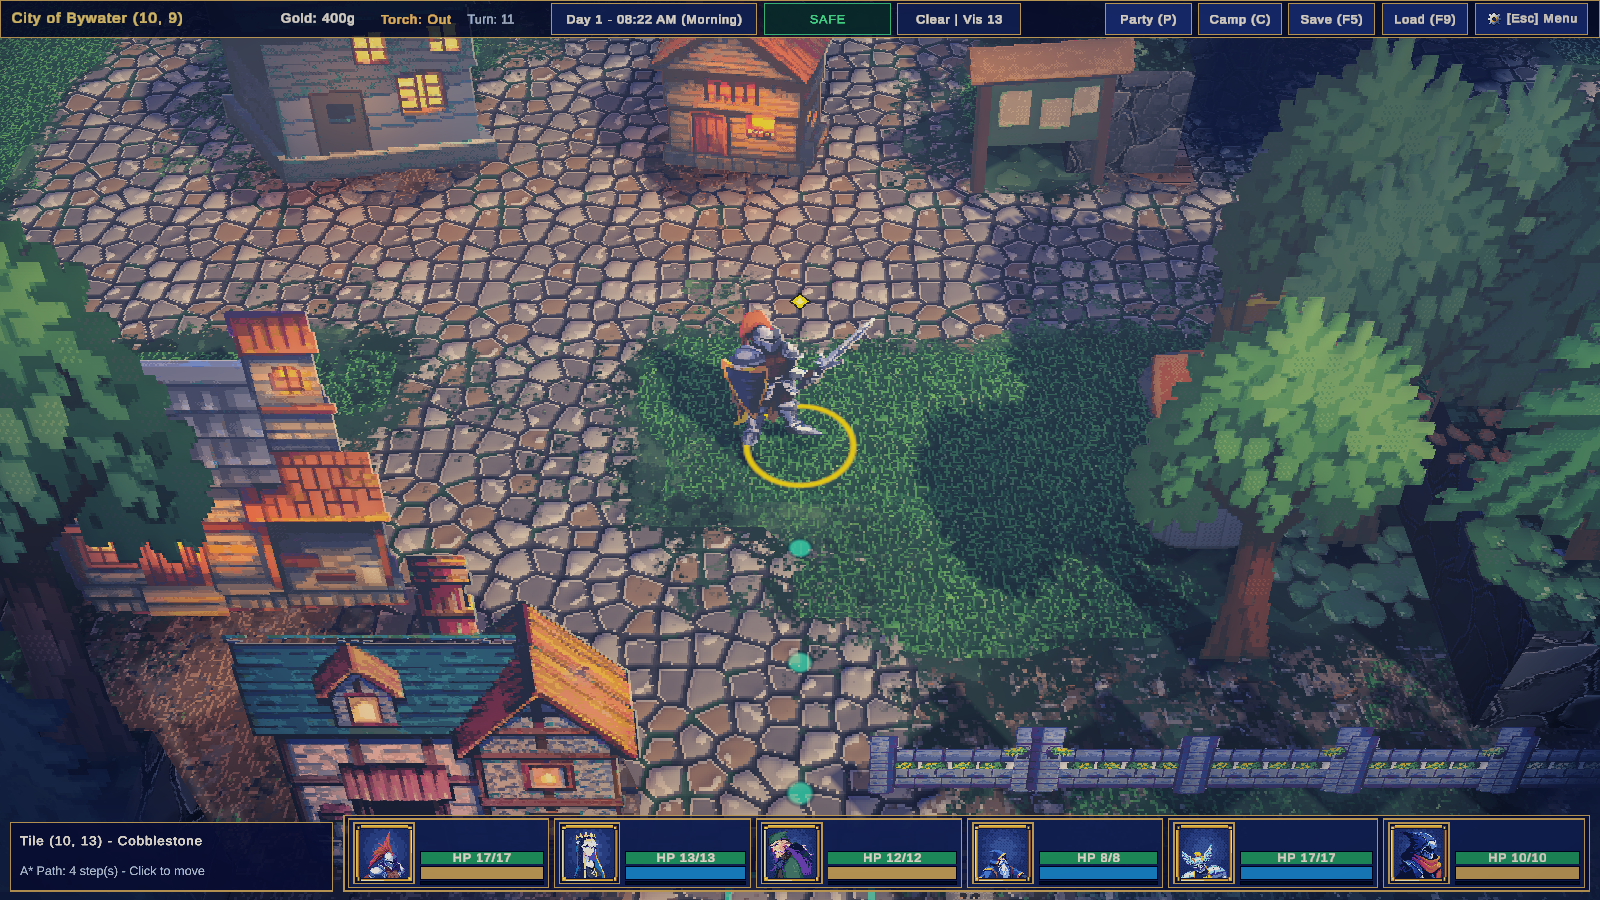 City of Bywater (10, 9)
Gold: 400g
Torch: Out
Turn: 11
Day 1 - 08:22 AM (Morning)
SAFE
Clear | Vis 13
Party (P)
Camp (C)
Save (F5)
Load (F9)
[Esc] Menu
Tile (10, 13) - Cobblestone
A* Path: 4 step(s) - Click to move
HP 17/17
HP 13/13
HP 12/12
HP 8/8
HP 17/17
HP 10/10